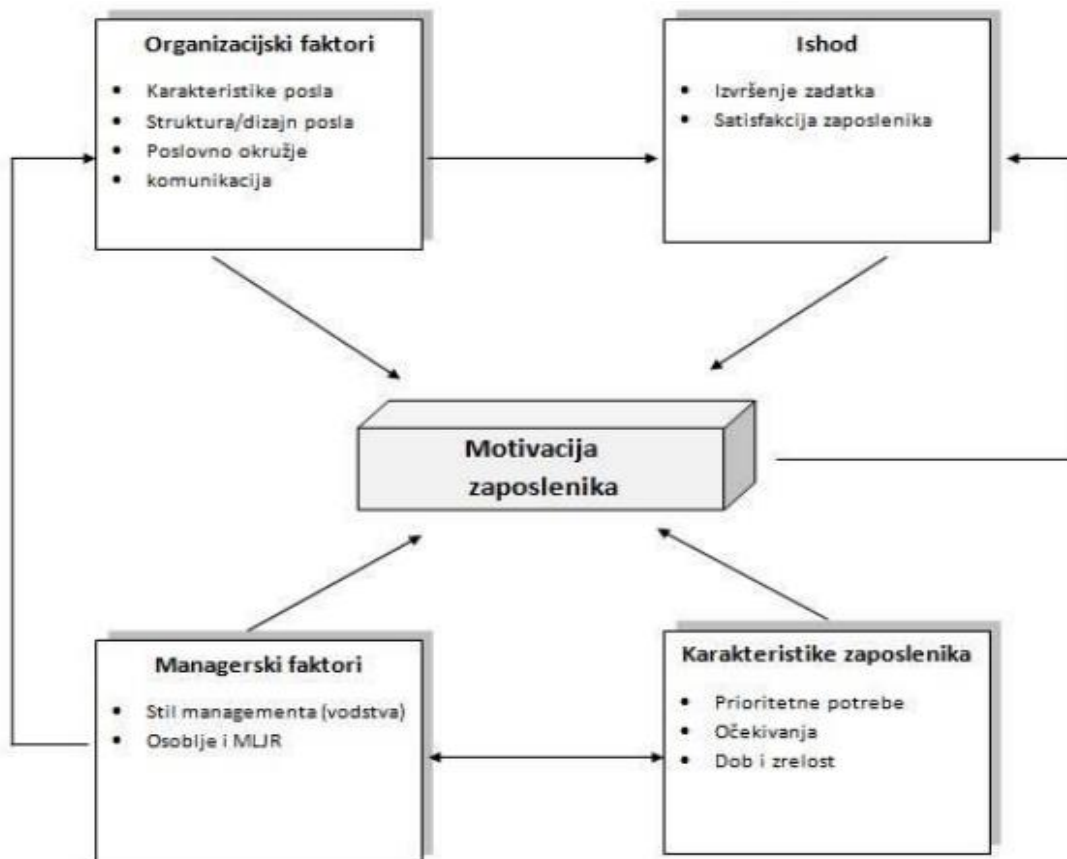 Organizacijski faktori
• Karakteristike posla
• Struktura/dizajn posla
• Poslovno okružje
• komunikacija
Ishod
• Izvršenje zadatka
• Satisfakcija zaposlenika
Motivacija
zaposlenika
Managerski faktori
• Stil managementa (vodstva)
• Osoblje i MLJR
Karakteristike zaposlenika
• Prioritetne potrebe
• Očekivanja
• Dob i zrelost